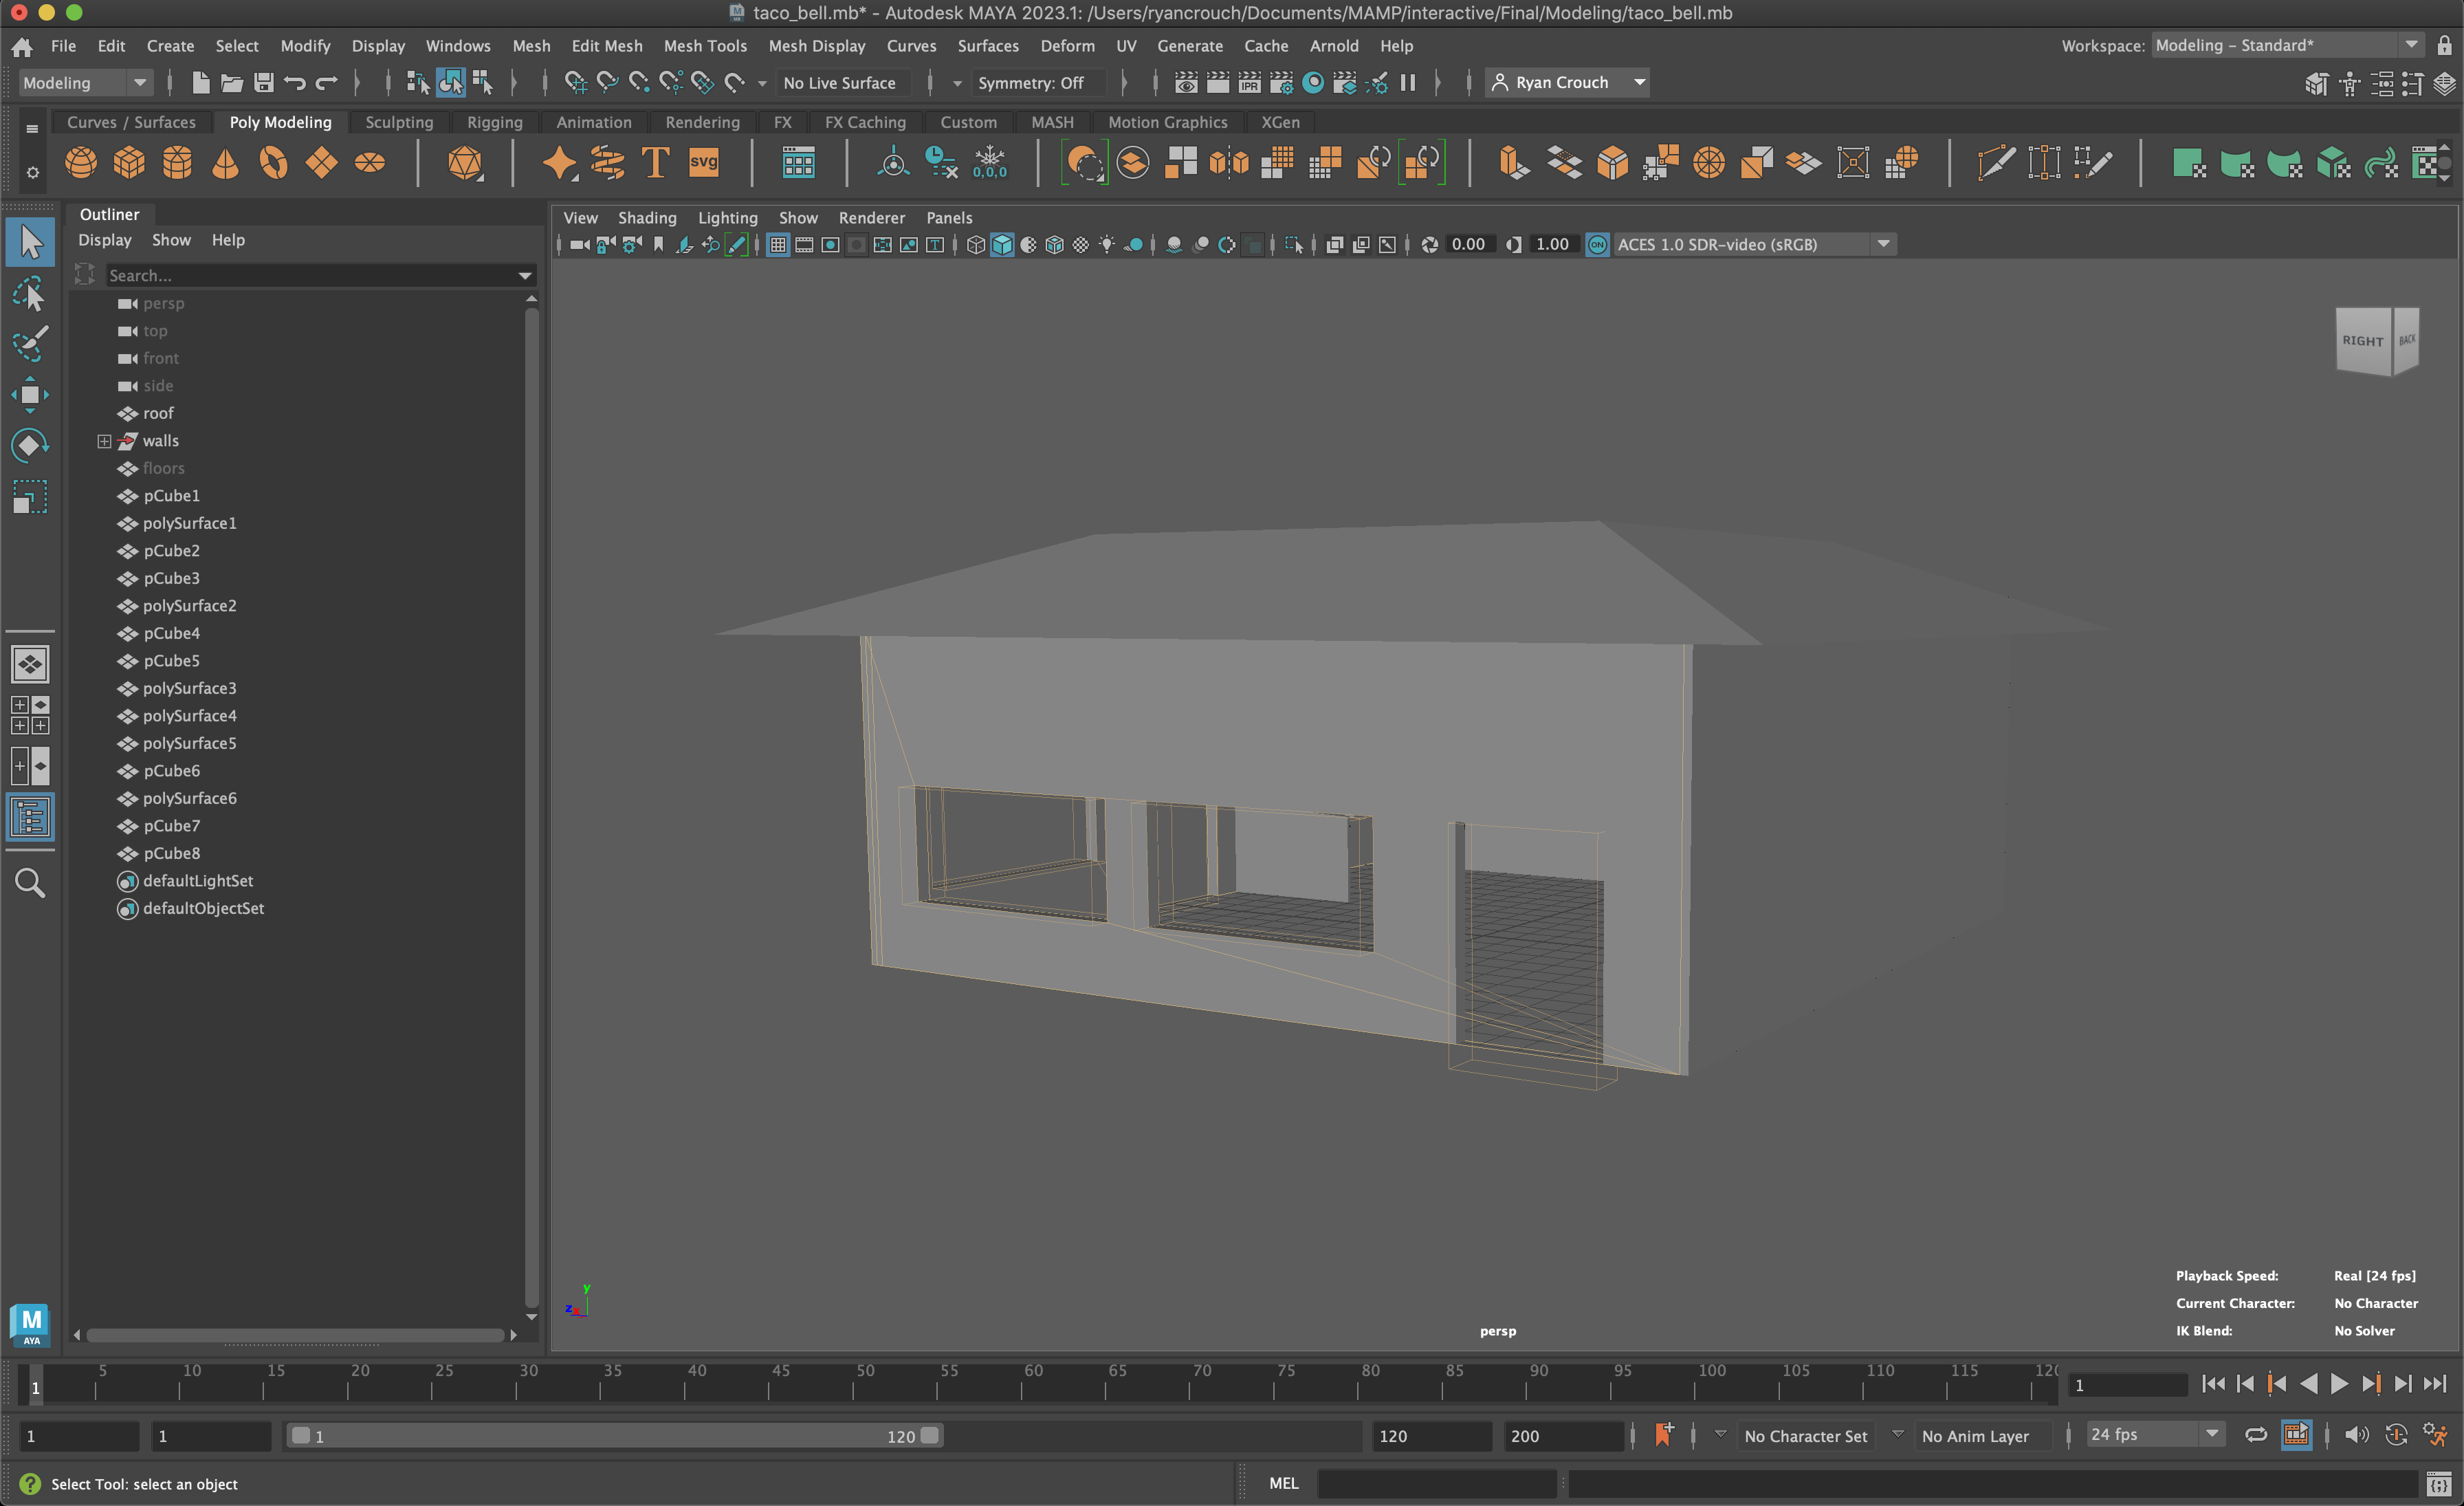 taco_bell.mb* - Autodesk MAYA 2023.1: /Users/ryancrouch/Documents/MAMP/interactive/Final/Modeling/taco_bell.mb
File Edit Create Select Modify Display Windows Mesh Edit Mesh Mesh Tools Mesh Display Curves Surfaces Deform UV Generate Cache Arnold Help Workspace: Modeling - Standard*
Modeling No Live Surface Symmetry: Off IPR Ryan Crouch
Curves / Surfaces Poly Modeling Sculpting Rigging Animation Rendering FX FX Caching Custom MASH Motion Graphics XGen
T svg 0,0,0
Outliner
Display Show Help
Search...
persp
top
front
side
roof
walls
floors
pCube1
polySurface1
pCube2
pCube3
polySurface2
pCube4
pCube5
polySurface3
polySurface4
polySurface5
pCube6
polySurface6
pCube7
pCube8
defaultLightSet
defaultObjectSet
View Shading Lighting Show Renderer Panels
0.00 1.00 ON ACES 1.0 SDR-video (sRGB)
RIGHT BACK
y
z x
persp
Playback Speed: Real [24 fps]
Current Character: No Character
IK Blend: No Solver
M
AYA
1 5 10 15 20 25 30 35 40 45 50 55 60 65 70 75 80 85 90 95 100 105 110 115 120 1
1 1 1 120 120 200 No Character Set No Anim Layer 24 fps
Select Tool: select an object MEL